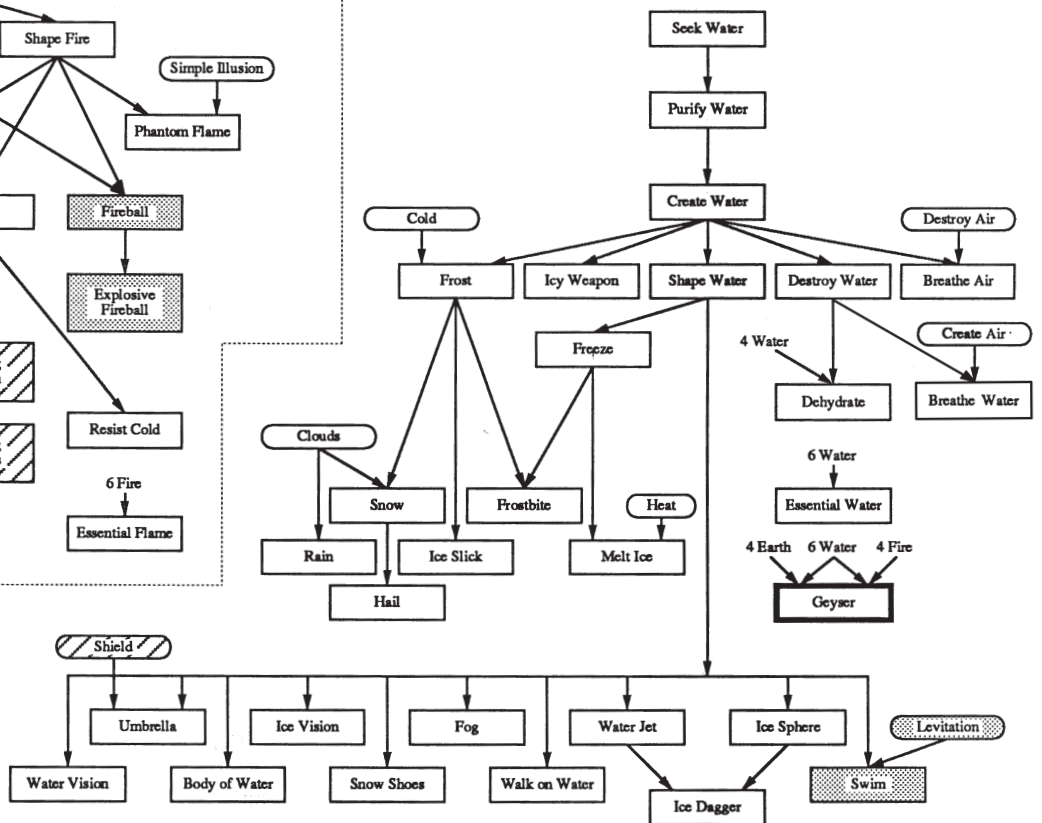 Seek Water
Shape Fire
Simple Illusion
Purify Water
Phantom Flame
Create Water
Fireball
Cold
Destroy Air
Frost
Icy Weapon
Shape Water
Destroy Water
Breathe Air
Explosive
Fireball
Create Air
4 Water
Freeze
Dehydrate
Breathe Water
Resist Cold
Clouds
6 Water
6 Fire
Snow
Frostbite
Heat
Essential Water
Essential Flame
Rain
Ice Slick
Melt Ice
4 Earth
6 Water
4 Fire
Hail
Geyser
Shield
Umbrella
Ice Vision
Fog
Water Jet
Ice Sphere
Levitation
Water Vision
Body of Water
Snow Shoes
Walk on Water
Swim
Ice Dagger